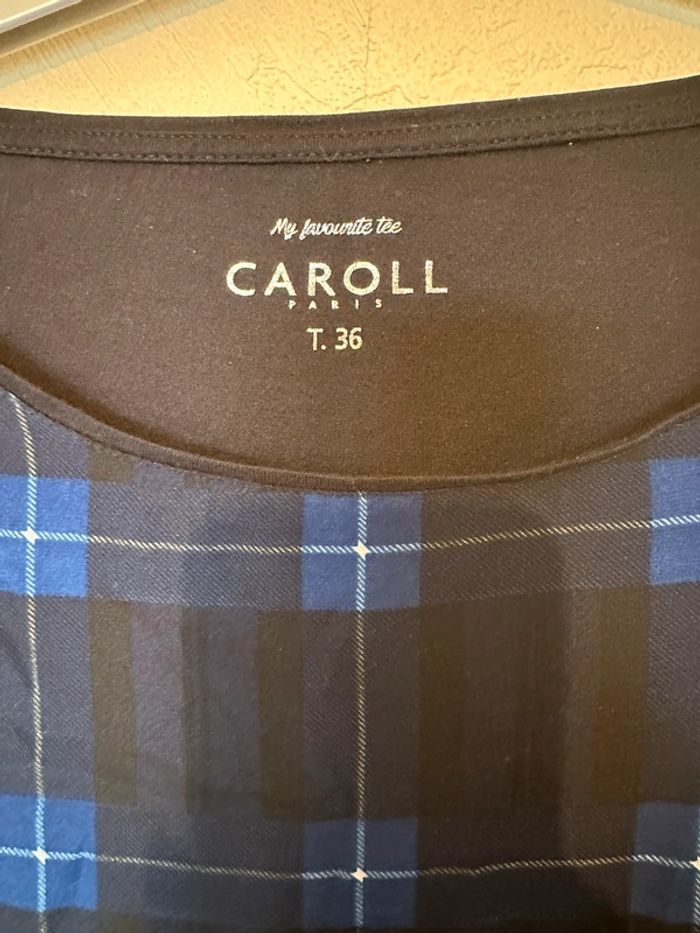 My favourite tee
CAROLL
PARIS
T. 36